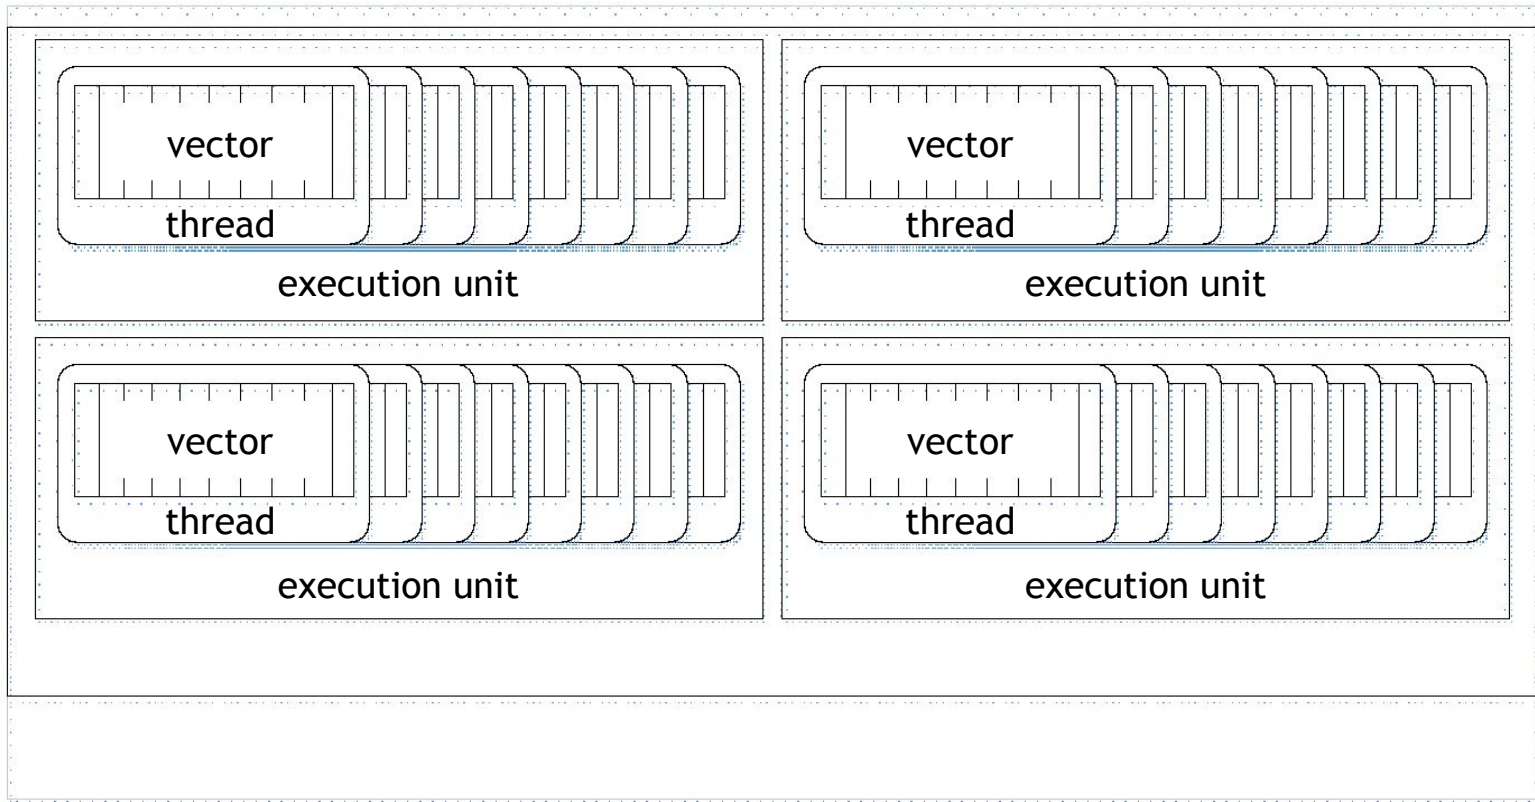 vector
vector
thread
thread
execution unit
execution unit
vector
vector
thread
thread
execution unit
execution unit